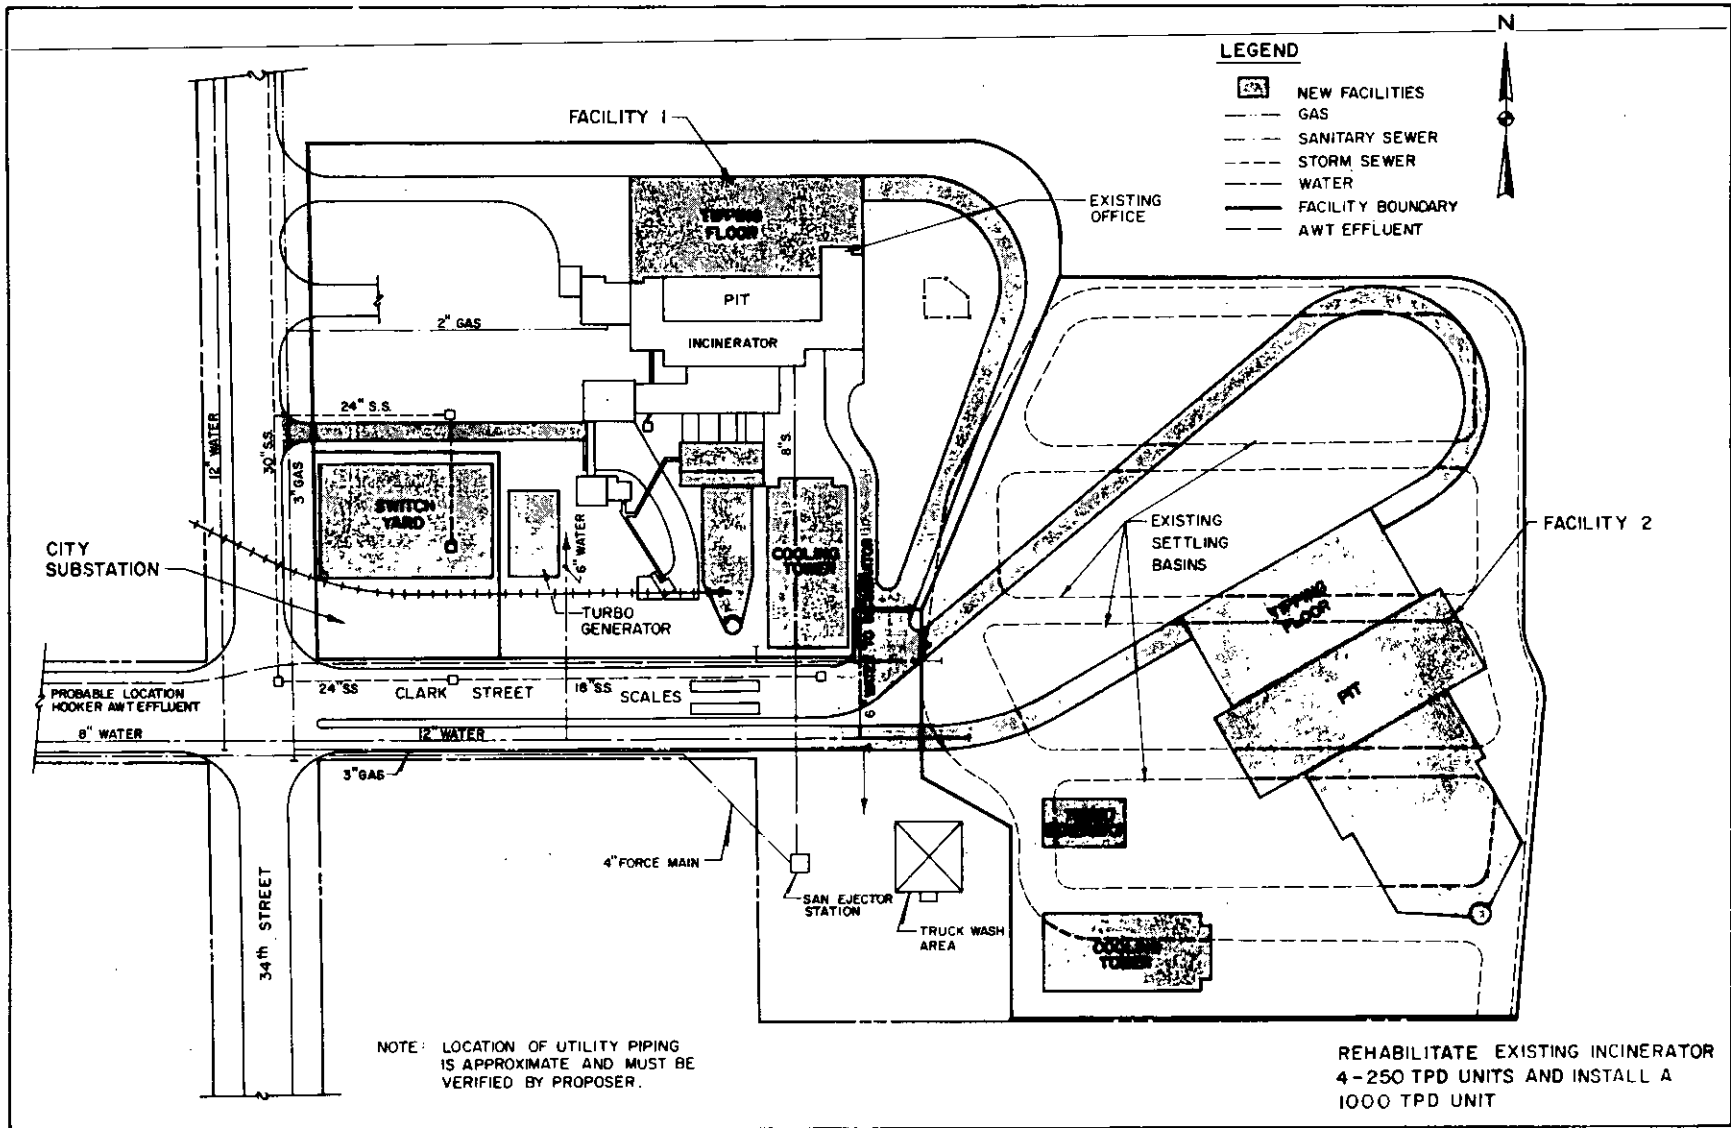 N
LEGEND
NEW FACILITIES
GAS
SANITARY SEWER
STORM SEWER
WATER
FACILITY BOUNDARY
AWT EFFLUENT
FACILITY 1
TIPPING
FLOOR
EXISTING
OFFICE
PIT
2" GAS
INCINERATOR
24" S.S.
12" WATER
30" S.S.
3" GAS
8" S.
SWITCH
YARD
6" WATER
COOLING
TOWER
CITY
SUBSTATION
TURBO
GENERATOR
EXISTING
SETTLING
BASINS
FACILITY 2
TIPPING
FLOOR
PIT
6" WATER TO
PROBABLE LOCATION
HOOKER AWT EFFLUENT
24" SS
CLARK STREET
18" SS.
SCALES
8" WATER
12" WATER
3" GAS
4" FORCE MAIN
SAN EJECTOR
STATION
TRUCK WASH
AREA
34th STREET
COOLING
TOWER
NOTE: LOCATION OF UTILITY PIPING
IS APPROXIMATE AND MUST BE
VERIFIED BY PROPOSER.
REHABILITATE EXISTING INCINERATOR
4-250 TPD UNITS AND INSTALL A
1000 TPD UNIT